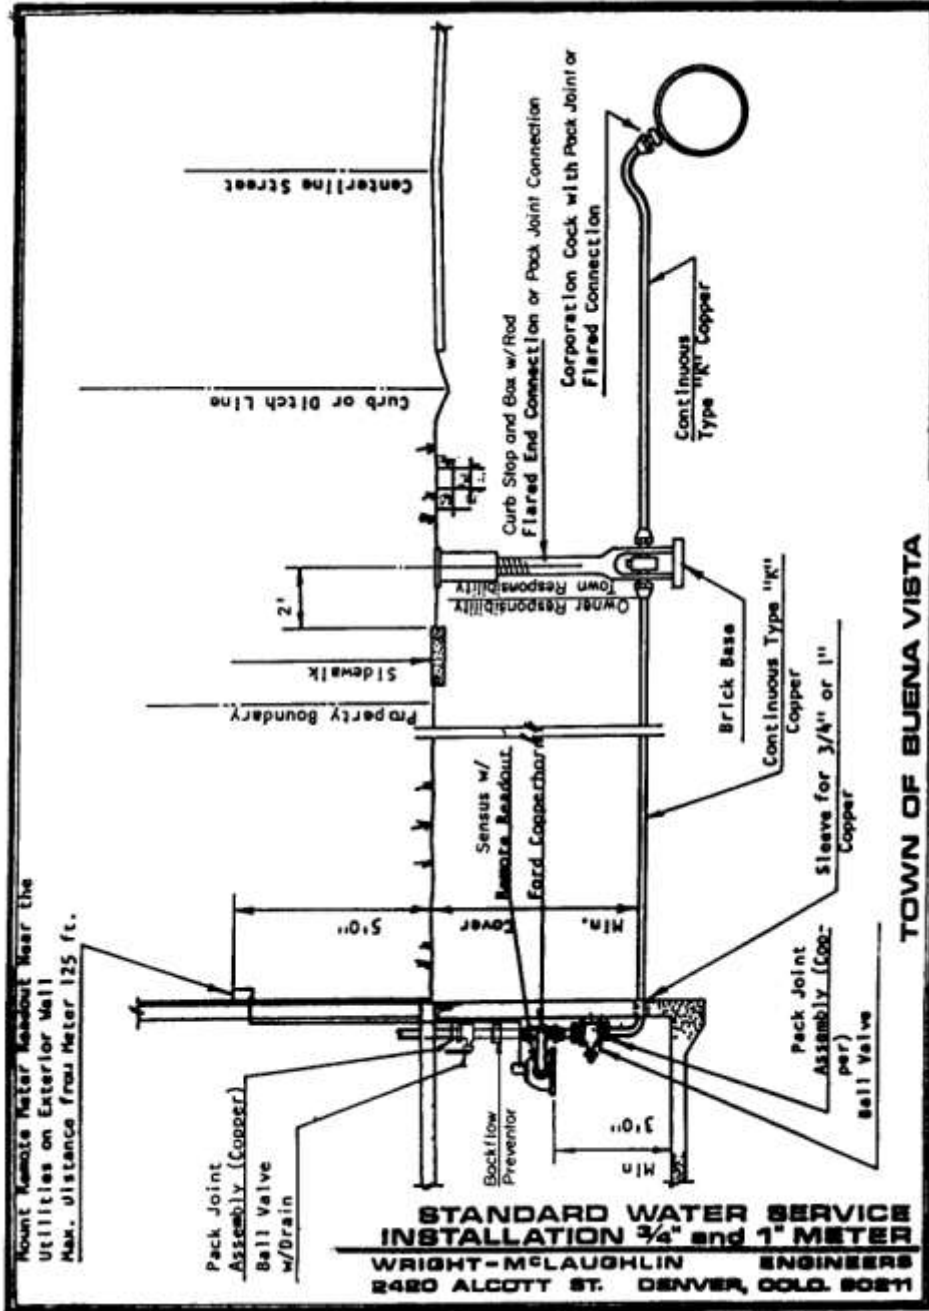 Mount Remote Meter Readout Near the
Utilities on Exterior Wall
Max. Distance from Meter 125 ft.
Centerline Street
Curb or Ditch Line
Sidewalk
Property Boundary
2'
Curb Stop and Box w/Rod
Flared End Connection or Pack Joint Connection
Corporation Cock with Pack Joint or
Flared Connection
Town Responsibility
Owner Responsibility
Continuous
Type "K" Copper
Brick Base
Continuous Type "K"
Copper
Sleeve for 3/4" or 1"
Copper
Sensus w/
Remote Readout
Ford Copperhorn
5'0"
Cover
Min.
Pack Joint
Assembly (Copper)
Ball Valve
w/Drain
Backflow
Preventor
3'0"
Min
Pack Joint
Assembly (Cop-
per)
Ball Valve
TOWN OF BUENA VISTA
STANDARD WATER SERVICE
INSTALLATION 3/4" and 1" METER
WRIGHT-McLAUGHLIN ENGINEERS
2420 ALCOTT ST. DENVER, COLO. 80211